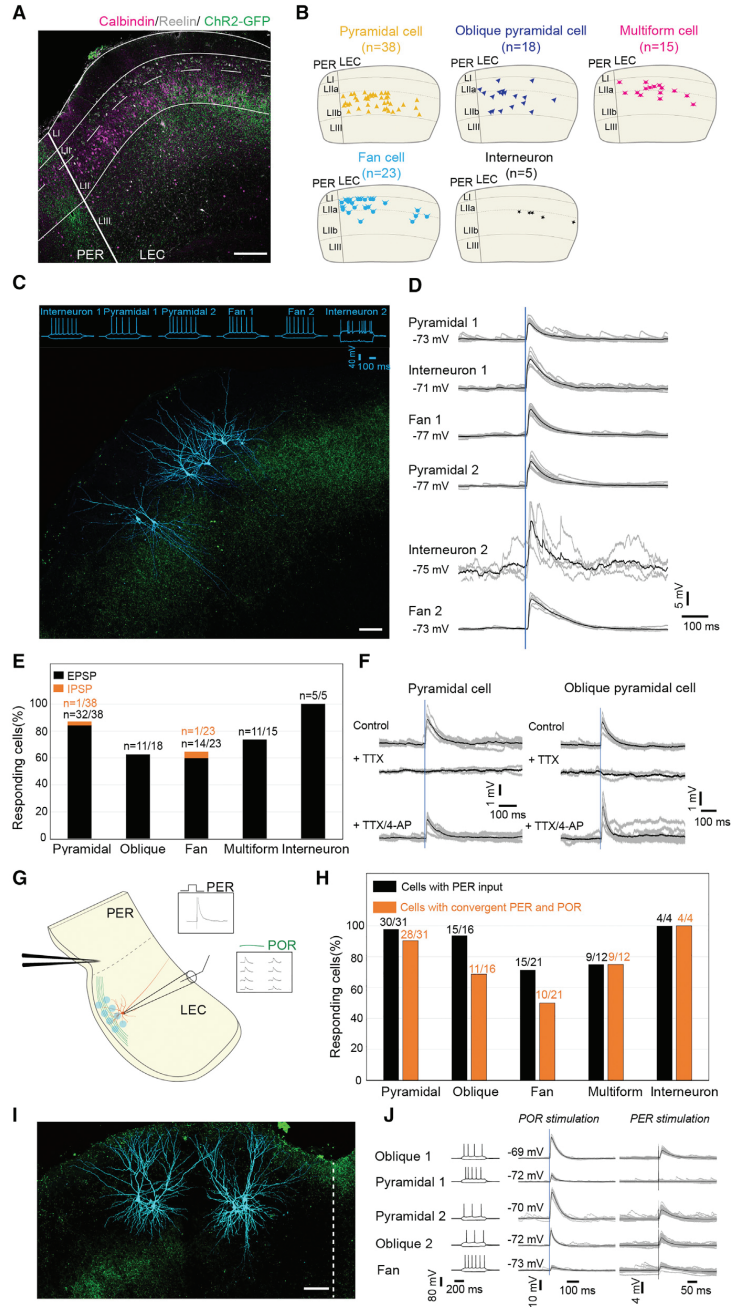 A
Calbindin/Reelin/ ChR2-GFP
LI
LII
LII
LIII
PER LEC
B
Pyramidal cell
(n=38)
PER LEC
LI
LIIa
LIIb
LIII
Oblique pyramidal cell
(n=18)
PER LEC
LI
LIIa
LIIb
LIII
Multiform cell
(n=15)
PER LEC
LI
LIIa
LIIb
LIII
Fan cell
(n=23)
PER LEC
LI
LIIa
LIIb
LIII
Interneuron
(n=5)
PER LEC
LI
LIIa
LIIb
LIII
C
Interneuron 1 Pyramidal 1 Pyramidal 2 Fan 1 Fan 2 Interneuron 2
40 mV
100 ms
D
Pyramidal 1
-73 mV
Interneuron 1
-71 mV
Fan 1
-77 mV
Pyramidal 2
-77 mV
Interneuron 2
-75 mV
Fan 2
-73 mV
5 mV
100 ms
E
EPSP
IPSP
Responding cells(%)
100
80
60
40
20
0
n=1/38
n=32/38
n=11/18
n=1/23
n=14/23
n=11/15
n=5/5
Pyramidal Oblique Fan Multiform Interneuron
F
Pyramidal cell
Control
+ TTX
+ TTX/4-AP
1 mV
100 ms
Oblique pyramidal cell
Control
+ TTX
+ TTX/4-AP
1 mV
100 ms
G
PER
PER
POR
LEC
H
Cells with PER input
Cells with convergent PER and POR
Responding cells(%)
100
80
60
40
20
0
30/31
28/31
15/16
11/16
15/21
10/21
9/12
9/12
4/4
4/4
Pyramidal Oblique Fan Multiform Interneuron
I
J
POR stimulation PER stimulation
Oblique 1 -69 mV
Pyramidal 1 -72 mV
Pyramidal 2 -70 mV
Oblique 2 -72 mV
Fan -73 mV
80 mV
200 ms
10 mV
100 ms
4 mV
50 ms